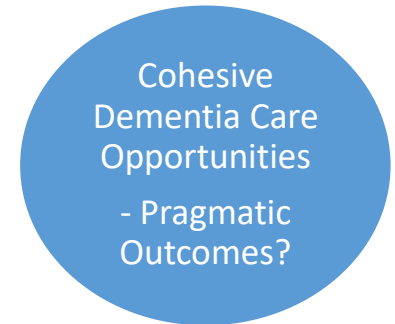 Cohesive
Dementia Care
Opportunities
- Pragmatic
Outcomes?